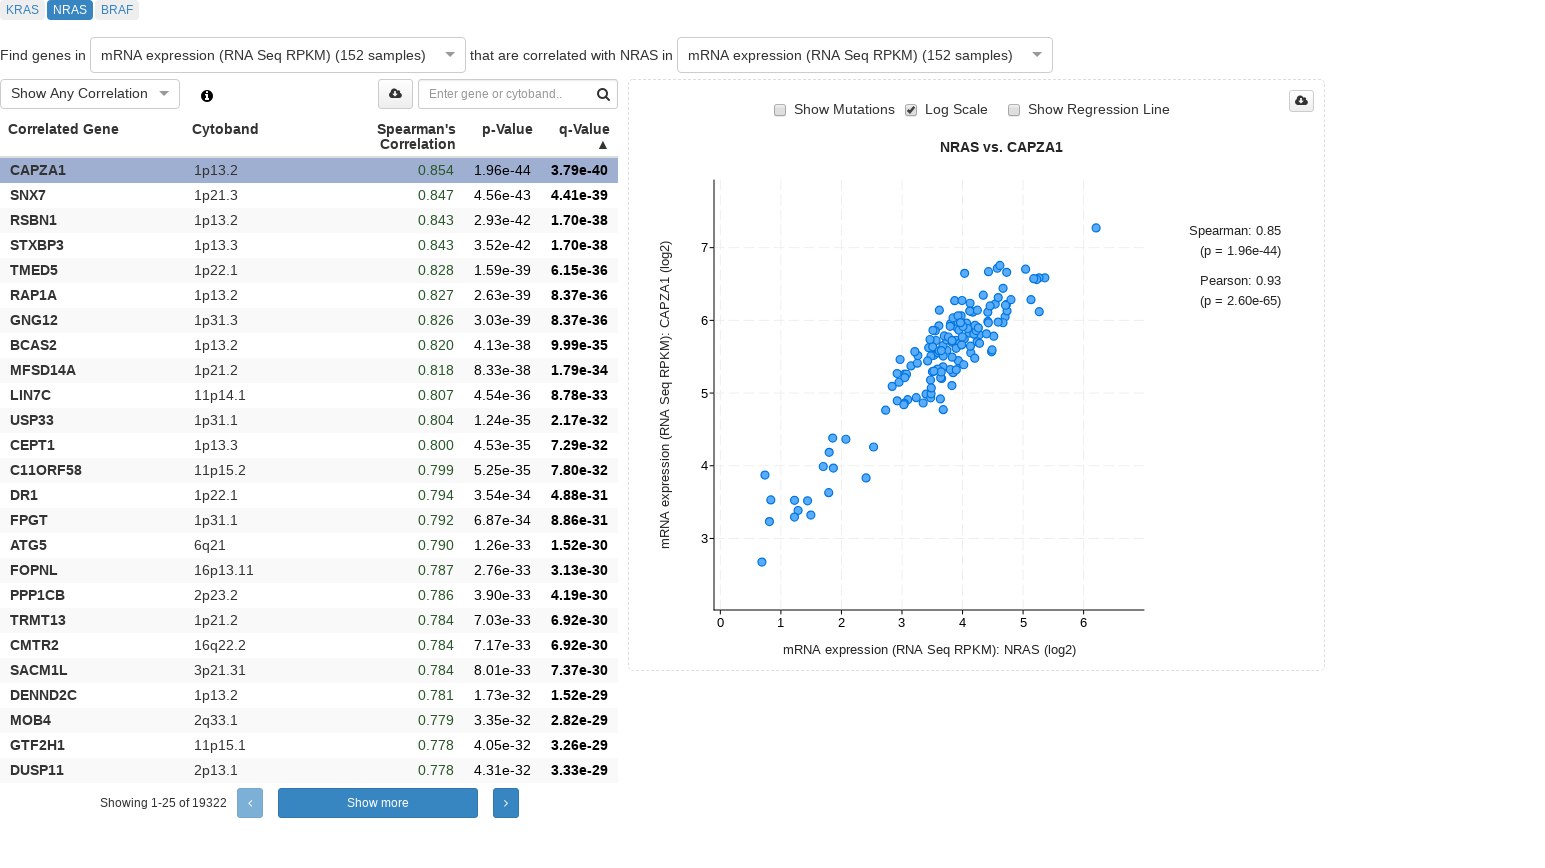 KRAS NRAS BRAF
Find genes in mRNA expression (RNA Seq RPKM) (152 samples) that are correlated with NRAS in mRNA expression (RNA Seq RPKM) (152 samples)
Show Any Correlation Enter gene or cytoband..
Correlated Gene Cytoband Spearman's Correlation p-Value q-Value ▲
CAPZA1 1p13.2 0.854 1.96e-44 3.79e-40
SNX7 1p21.3 0.847 4.56e-43 4.41e-39
RSBN1 1p13.2 0.843 2.93e-42 1.70e-38
STXBP3 1p13.3 0.843 3.52e-42 1.70e-38
TMED5 1p22.1 0.828 1.59e-39 6.15e-36
RAP1A 1p13.2 0.827 2.63e-39 8.37e-36
GNG12 1p31.3 0.826 3.03e-39 8.37e-36
BCAS2 1p13.2 0.820 4.13e-38 9.99e-35
MFSD14A 1p21.2 0.818 8.33e-38 1.79e-34
LIN7C 11p14.1 0.807 4.54e-36 8.78e-33
USP33 1p31.1 0.804 1.24e-35 2.17e-32
CEPT1 1p13.3 0.800 4.53e-35 7.29e-32
C11ORF58 11p15.2 0.799 5.25e-35 7.80e-32
DR1 1p22.1 0.794 3.54e-34 4.88e-31
FPGT 1p31.1 0.792 6.87e-34 8.86e-31
ATG5 6q21 0.790 1.26e-33 1.52e-30
FOPNL 16p13.11 0.787 2.76e-33 3.13e-30
PPP1CB 2p23.2 0.786 3.90e-33 4.19e-30
TRMT13 1p21.2 0.784 7.03e-33 6.92e-30
CMTR2 16q22.2 0.784 7.17e-33 6.92e-30
SACM1L 3p21.31 0.784 8.01e-33 7.37e-30
DENND2C 1p13.2 0.781 1.73e-32 1.52e-29
MOB4 2q33.1 0.779 3.35e-32 2.82e-29
GTF2H1 11p15.1 0.778 4.05e-32 3.26e-29
DUSP11 2p13.1 0.778 4.31e-32 3.33e-29
Showing 1-25 of 19322 ‹ Show more ›
Show Mutations Log Scale Show Regression Line
NRAS vs. CAPZA1
Spearman: 0.85
(p = 1.96e-44)
Pearson: 0.93
(p = 2.60e-65)
mRNA expression (RNA Seq RPKM): CAPZA1 (log2)
7
6
5
4
3
0 1 2 3 4 5 6
mRNA expression (RNA Seq RPKM): NRAS (log2)